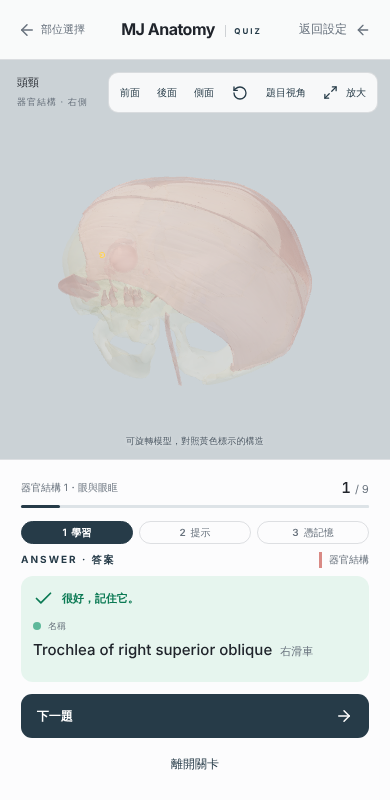 部位選擇 MJ Anatomy QUIZ 返回設定
頭頸
器官結構 · 右側
前面 後面 側面 題目視角 放大
可旋轉模型，對照黃色標示的構造
器官結構 1 · 眼與眼眶 1 / 9
1 學習 2 提示 3 憑記憶
ANSWER · 答案 器官結構
很好，記住它。
名稱
Trochlea of right superior oblique 右滑車
下一題
離開關卡